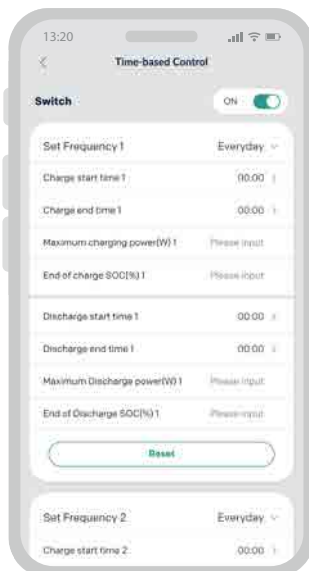 13:20
Time-based Control
Switch ON
Set Frequency 1 Everyday
Charge start time 1 00:00
Charge end time 1 00:00
Maximum charging power(W) 1 Please input
End of charge SOC(%) 1 Please input
Discharge start time 1 00:00
Discharge end time 1 00:00
Maximum Discharge power(W) 1 Please input
End of Discharge SOC(%) 1 Please input
Reset
Set Frequency 2 Everyday
Charge start time 2 00:00